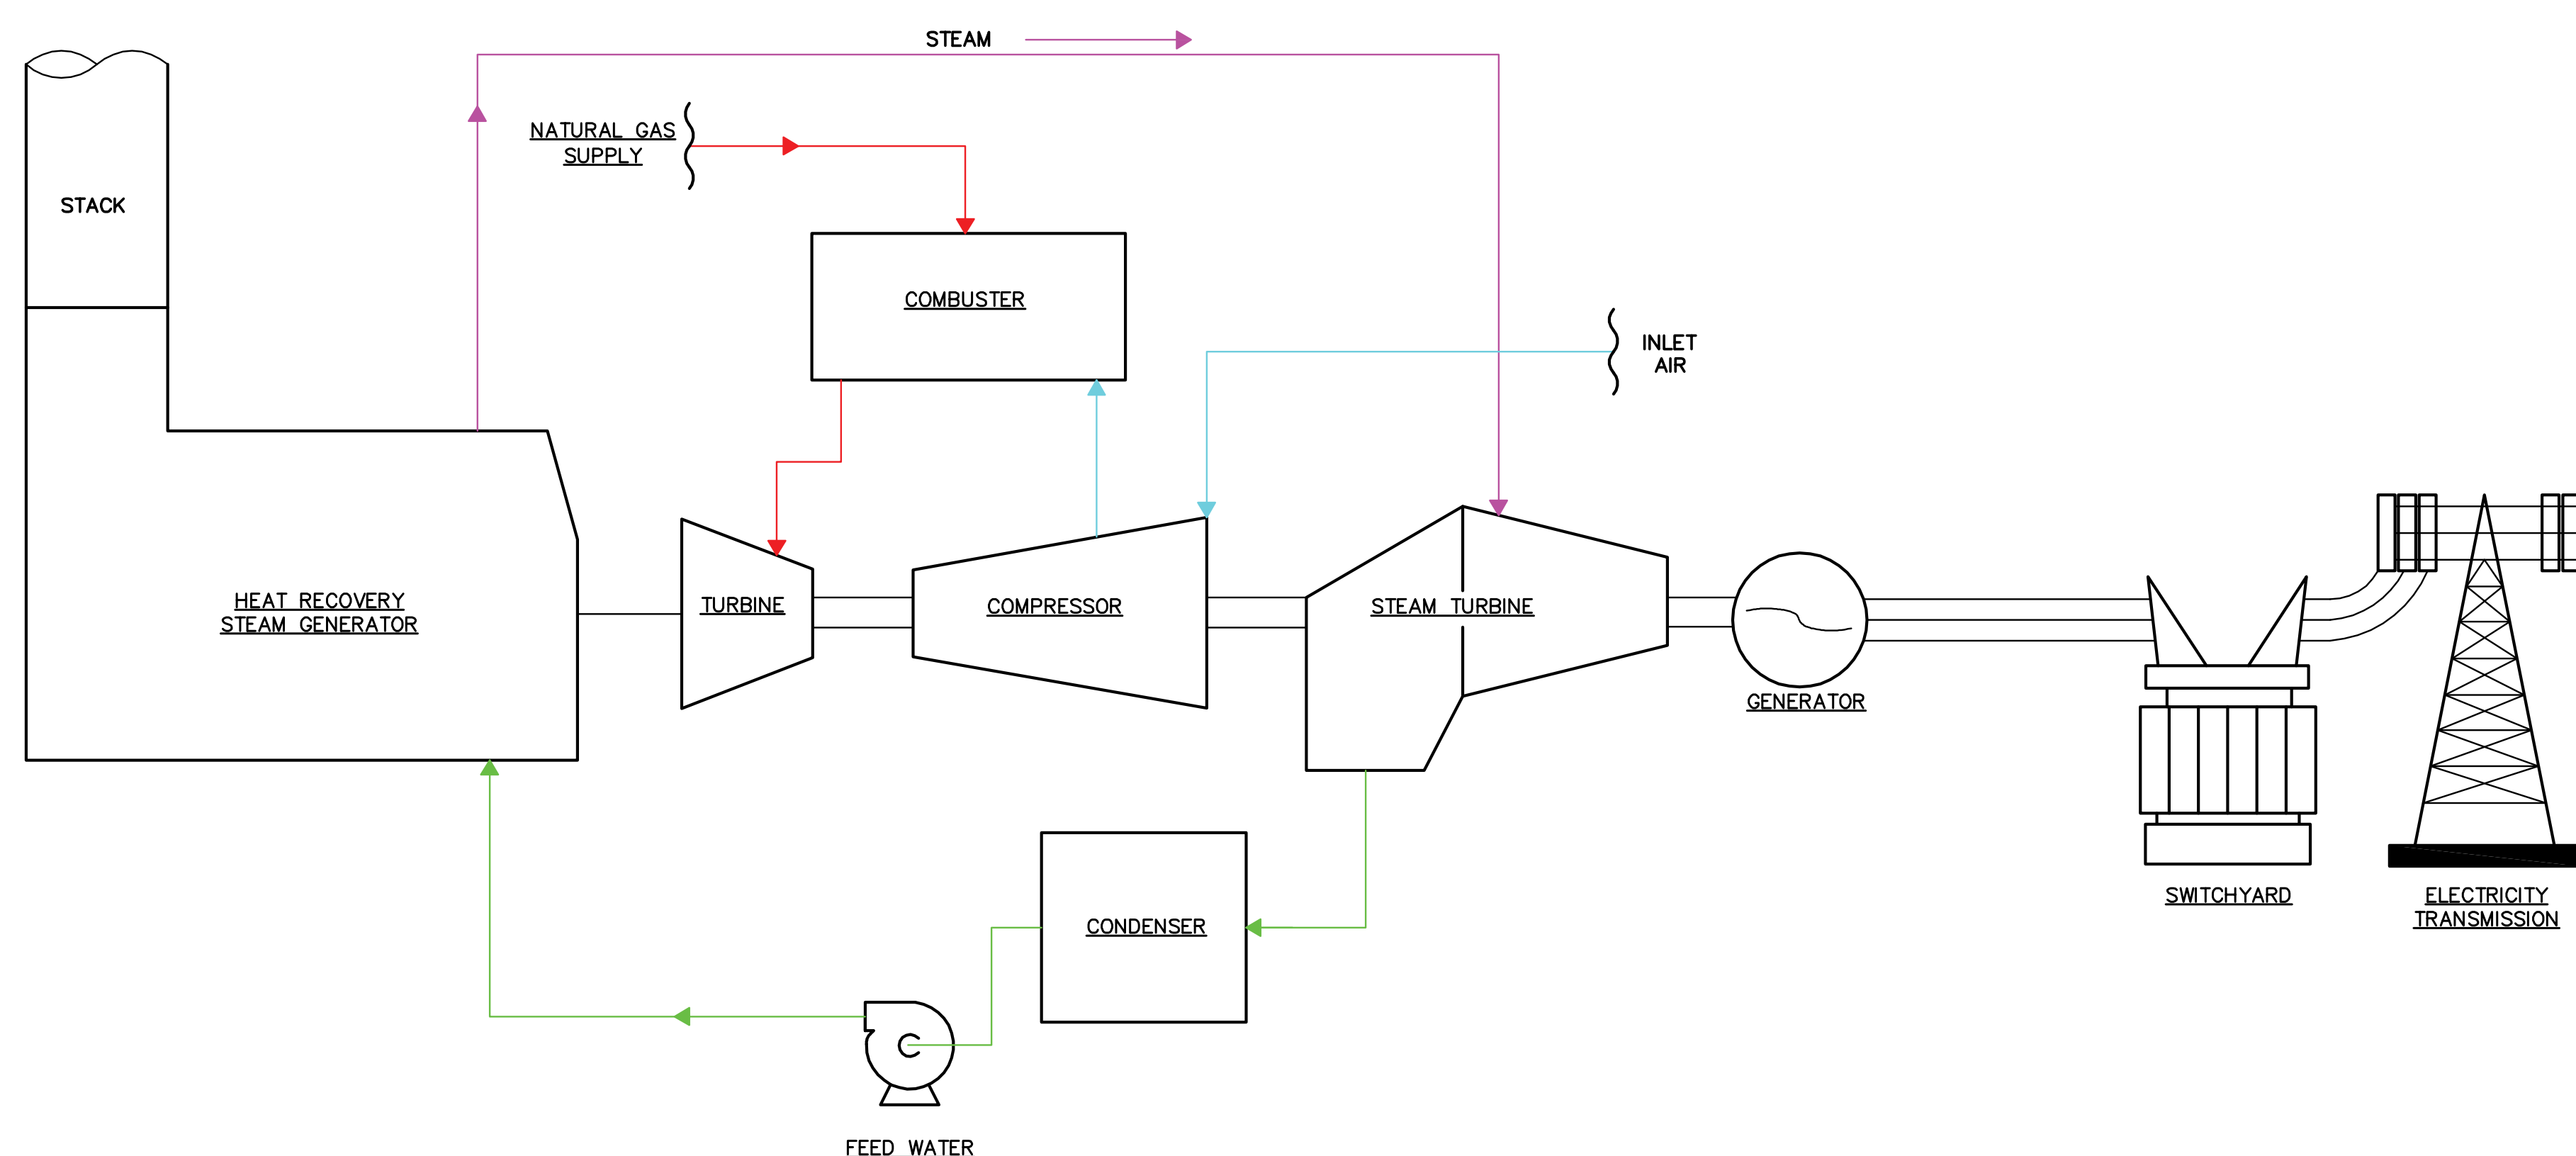 STEAM
NATURAL GAS
SUPPLY
STACK
COMBUSTER
INLET
AIR
HEAT RECOVERY
STEAM GENERATOR
TURBINE
COMPRESSOR
STEAM TURBINE
GENERATOR
SWITCHYARD
ELECTRICITY
TRANSMISSION
CONDENSER
FEED WATER